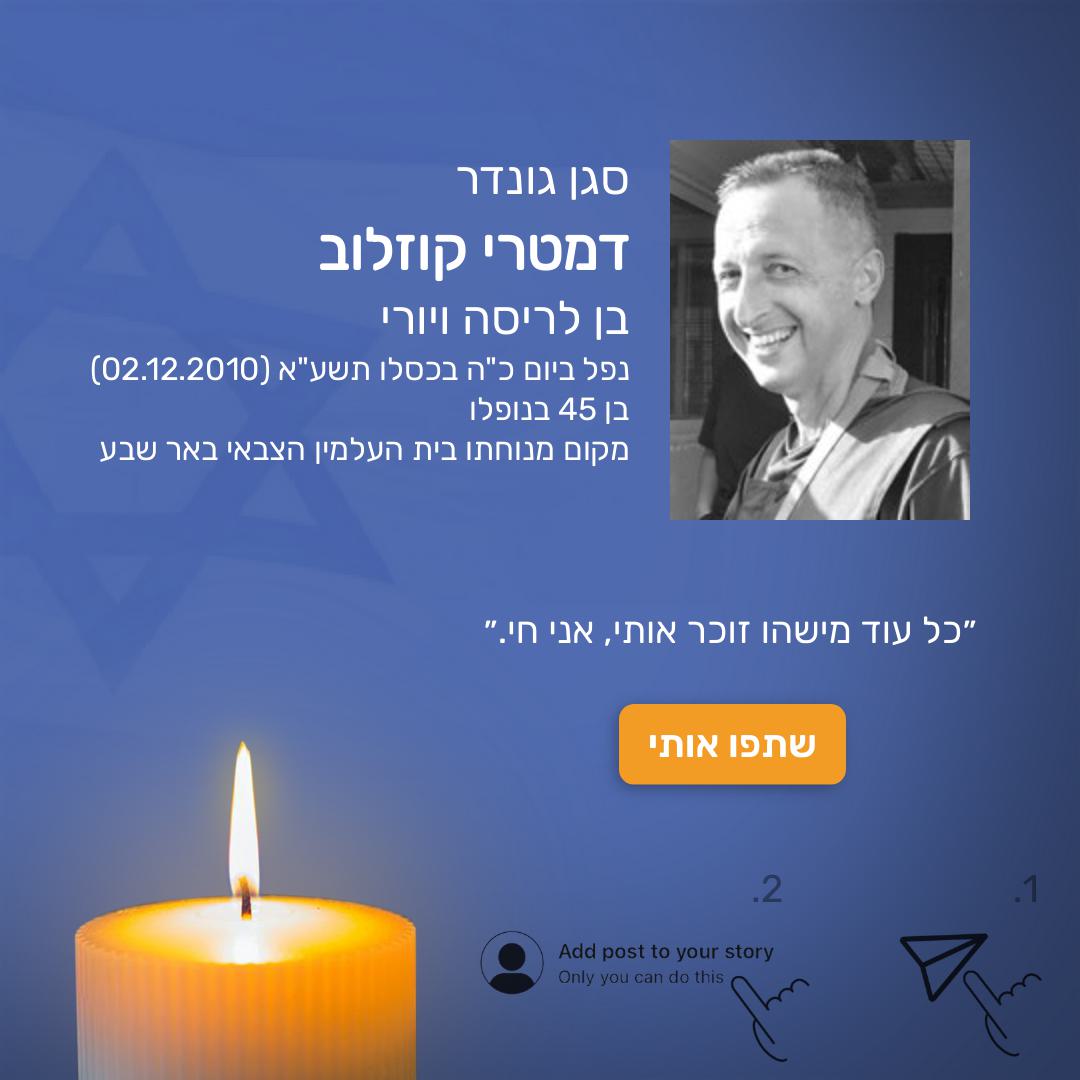 סגן גונדר
דמטרי קוזלוב
בן לריסה ויורי
נפל ביום כ"ה בכסלו תשע"א (02.12.2010)
בן 45 בנופלו
מקום מנוחתו בית העלמין הצבאי באר שבע
״כל עוד מישהו זוכר אותי, אני חי.״
שתפו אותי
1.
2.
Add post to your story
Only you can do this